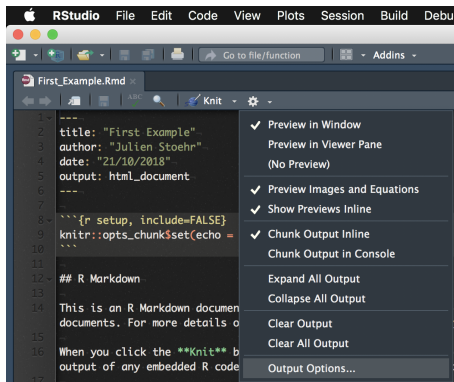 RStudio File Edit Code View Plots Session Build Debu
Go to file/function Addins
First_Example.Rmd
ABC Knit
1 ---
2 title: "First Example"
3 author: "Julien Stoehr"
4 date: "21/10/2018"
5 output: html_document
6 ---
7
8 ```{r setup, include=FALSE}
9 knitr::opts_chunk$set(echo =
10 ```
11
12 ## R Markdown
13
14 This is an R Markdown documen
documents. For more details o
15
16 When you click the **Knit** b
output of any embedded R code
Preview in Window
Preview in Viewer Pane
(No Preview)
Preview Images and Equations
Show Previews Inline
Chunk Output Inline
Chunk Output in Console
Expand All Output
Collapse All Output
Clear Output
Clear All Output
Output Options...